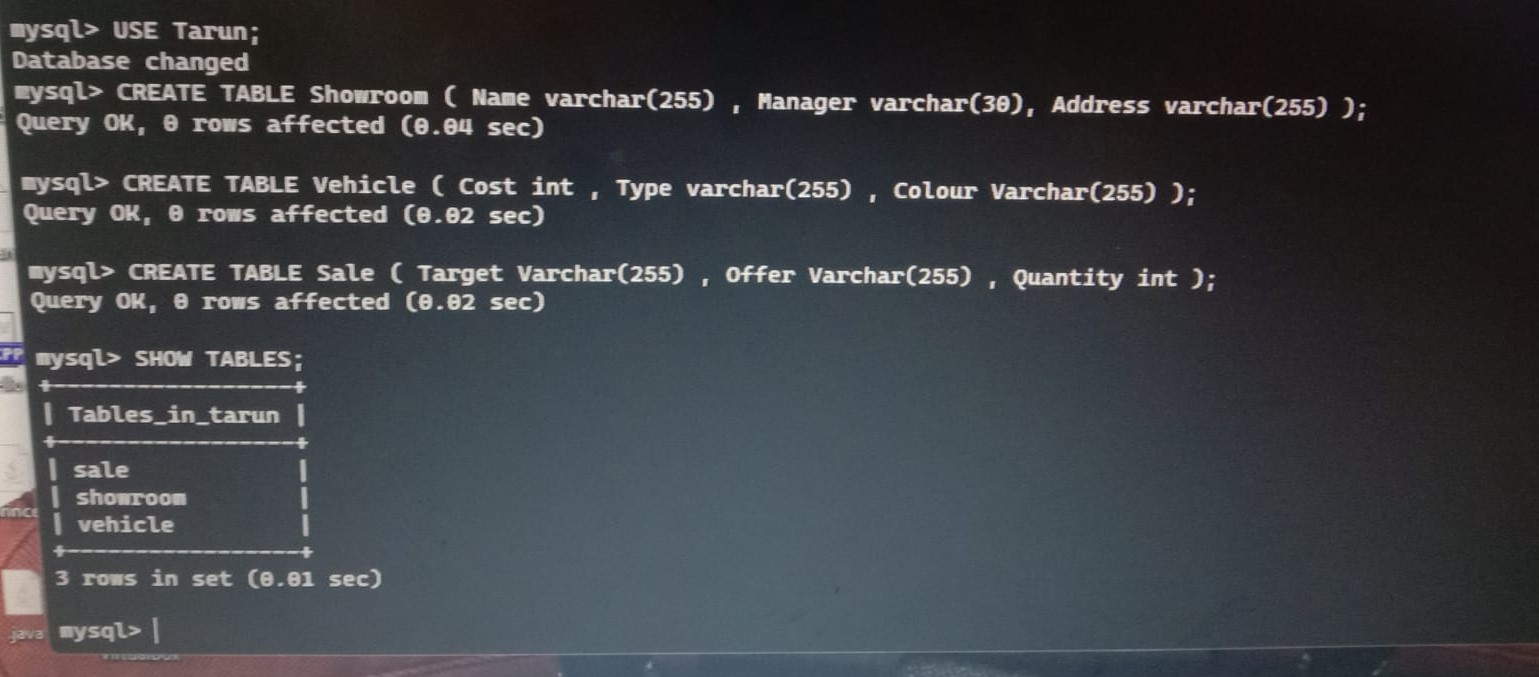 mysql> USE Tarun;
Database changed
mysql> CREATE TABLE Showroom ( Name varchar(255) , Manager varchar(30), Address varchar(255) );
Query OK, 0 rows affected (0.04 sec)
mysql> CREATE TABLE Vehicle ( Cost int , Type varchar(255) , Colour Varchar(255) );
Query OK, 0 rows affected (0.02 sec)
mysql> CREATE TABLE Sale ( Target Varchar(255) , Offer Varchar(255) , Quantity int );
Query OK, 0 rows affected (0.02 sec)
mysql> SHOW TABLES;
+-----------------+
| Tables_in_tarun |
+-----------------+
| sale            |
| showroom        |
| vehicle         |
+-----------------+
3 rows in set (0.01 sec)
mysql>
.java